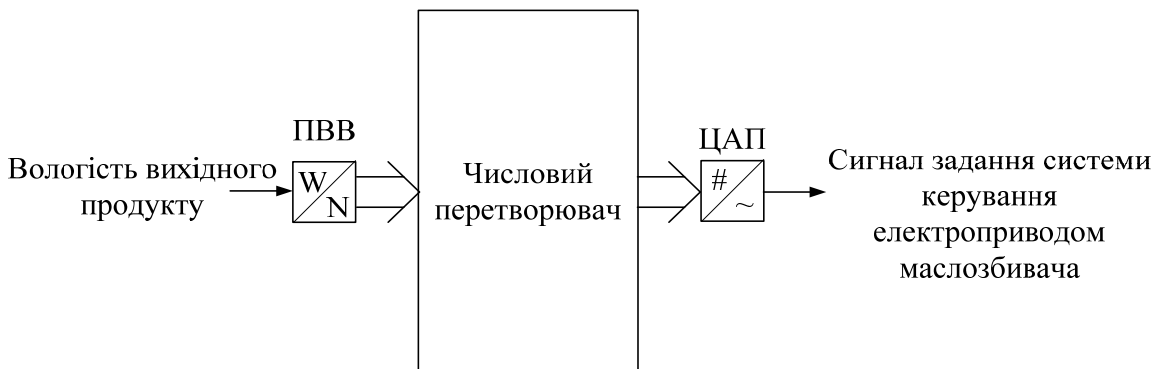 ПВВ
Вологість вихідного
продукту
W
N
Числовий
перетворювач
ЦАП
#
~
Сигнал задання системи
керування
електроприводом
маслозбивача